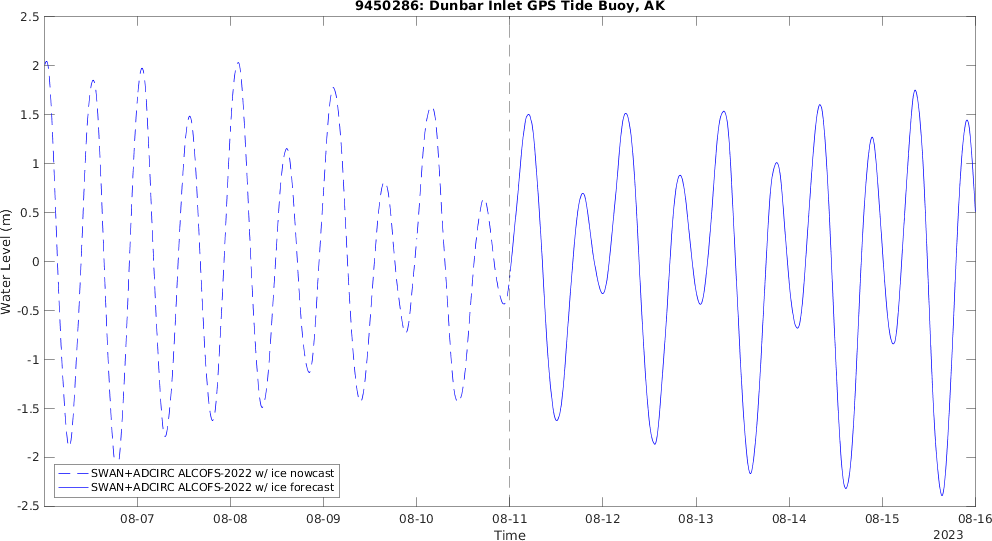 9450286: Dunbar Inlet GPS Tide Buoy, AK
2.5
2
1.5
1
0.5
0
-0.5
-1
-1.5
-2
-2.5
Water Level (m)
SWAN+ADCIRC ALCOFS-2022 w/ ice nowcast
SWAN+ADCIRC ALCOFS-2022 w/ ice forecast
08-07 08-08 08-09 08-10 08-11 08-12 08-13 08-14 08-15 08-16
Time
2023